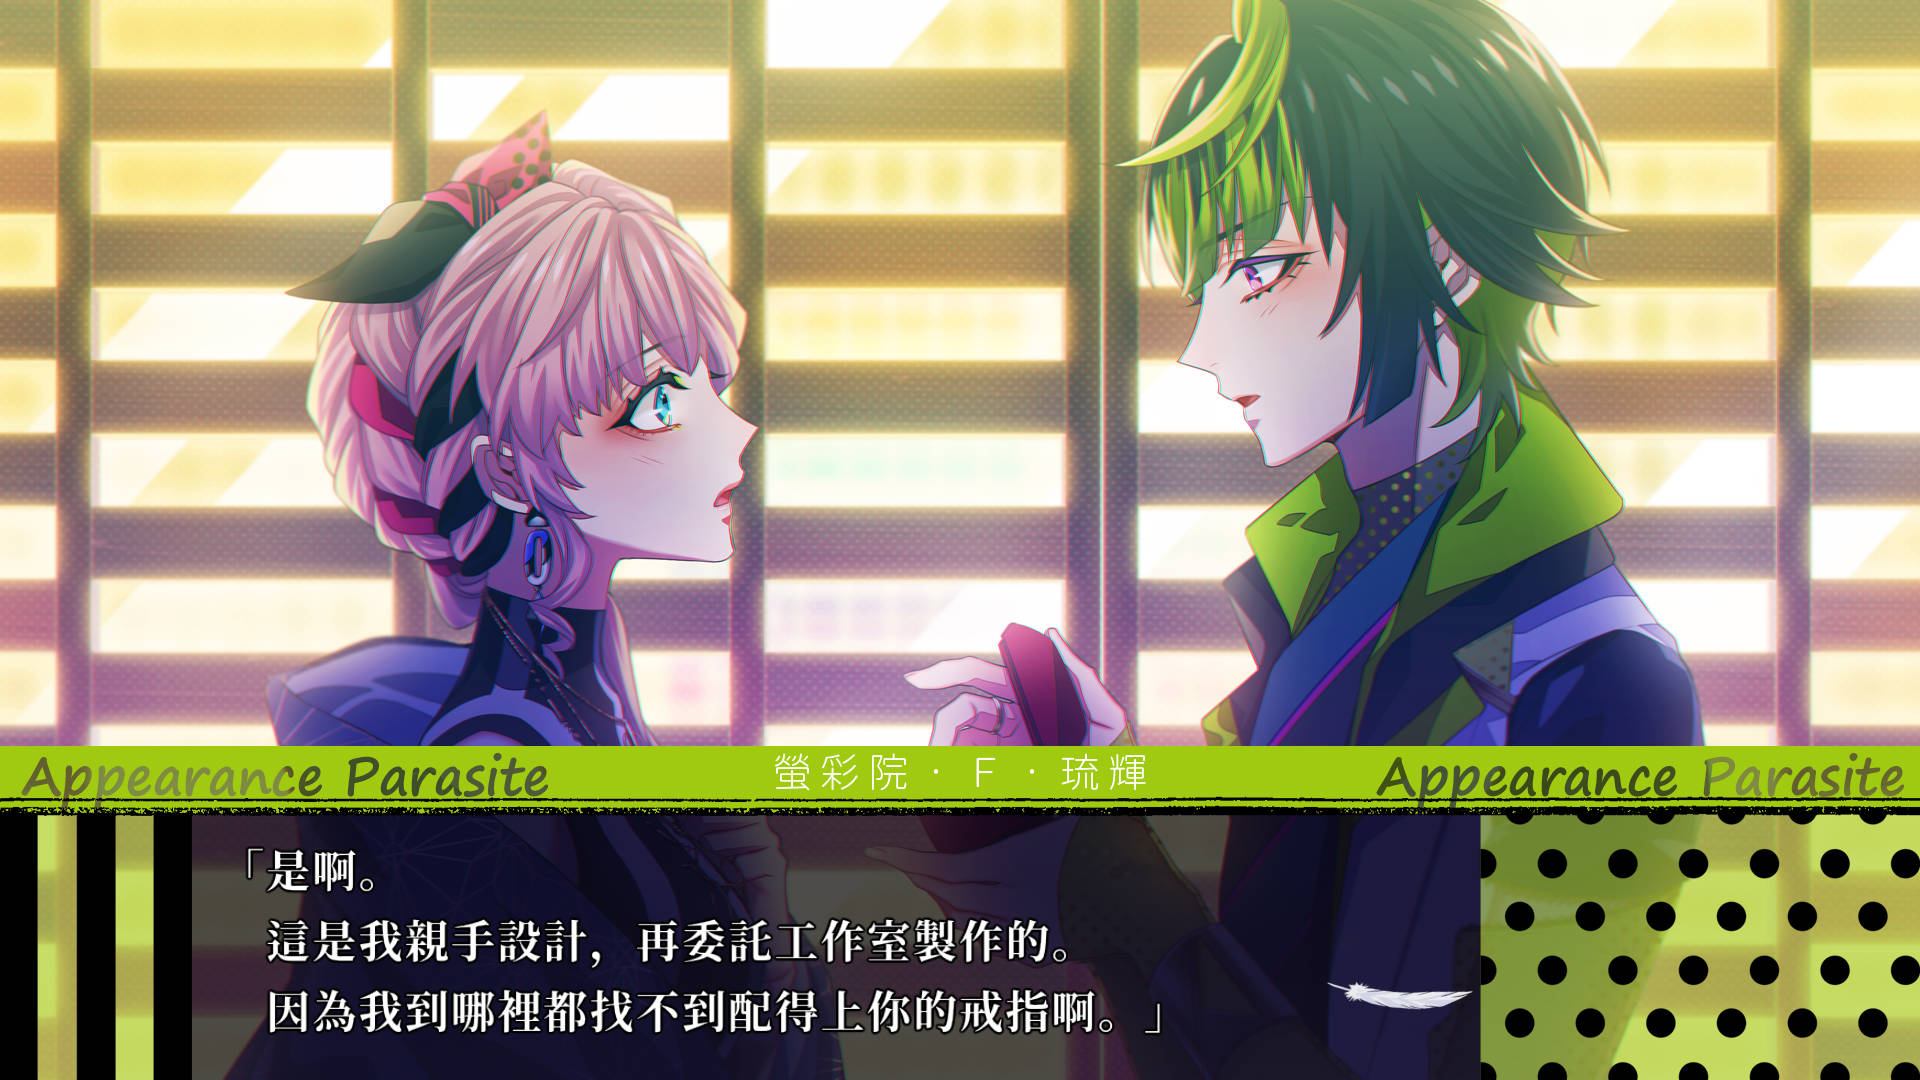 Appearance Parasite
螢彩院・F・琉輝
Appearance Parasite
「是啊。
這是我親手設計，再委託工作室製作的。
因為我到哪裡都找不到配得上你的戒指啊。」